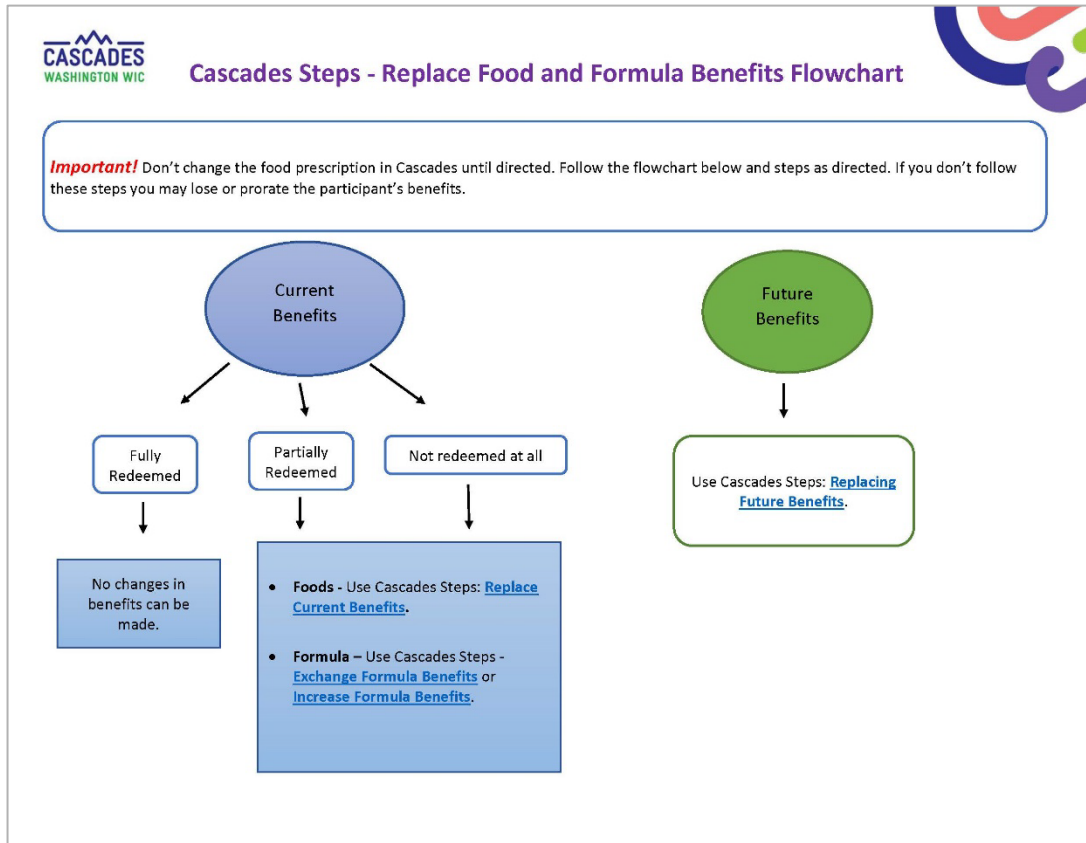 CASCADES
WASHINGTON WIC
Cascades Steps - Replace Food and Formula Benefits Flowchart
Important! Don’t change the food prescription in Cascades until directed. Follow the flowchart below and steps as directed. If you don’t follow
these steps you may lose or prorate the participant’s benefits.
Current
Benefits
Future
Benefits
Fully
Redeemed
Partially
Redeemed
Not redeemed at all
Use Cascades Steps: Replacing
Future Benefits.
No changes in
benefits can be
made.
• Foods - Use Cascades Steps: Replace
Current Benefits.
• Formula – Use Cascades Steps -
Exchange Formula Benefits or
Increase Formula Benefits.